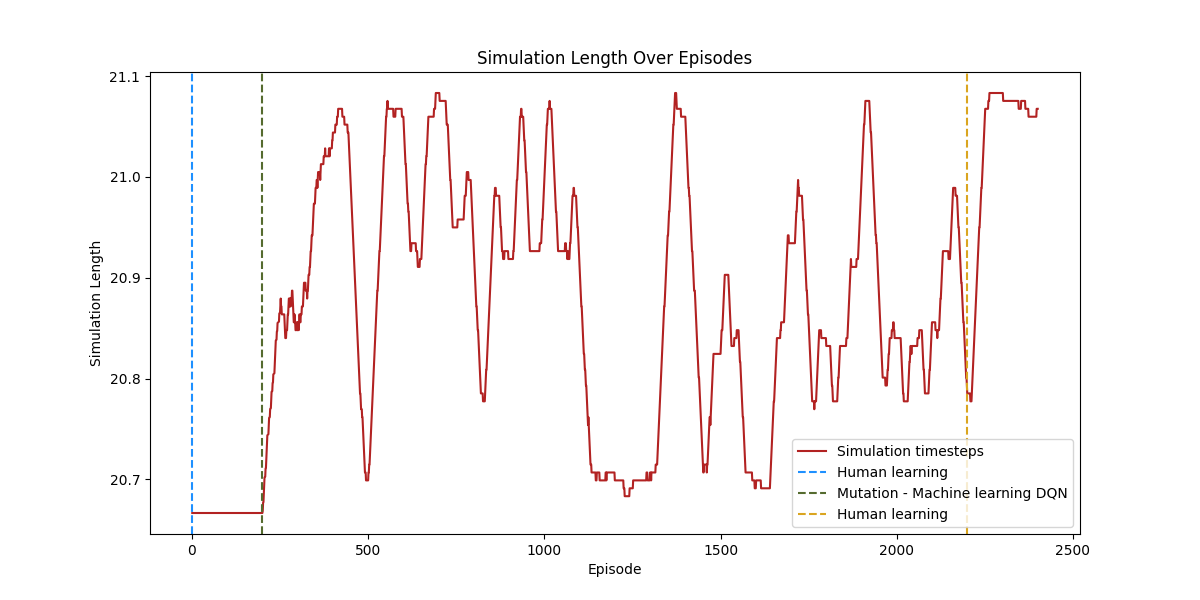 Simulation Length Over Episodes
21.1
21.0
20.9
20.8
20.7
Simulation Length
0
500
1000
1500
2000
2500
Episode
Simulation timesteps
Human learning
Mutation - Machine learning DQN
Human learning